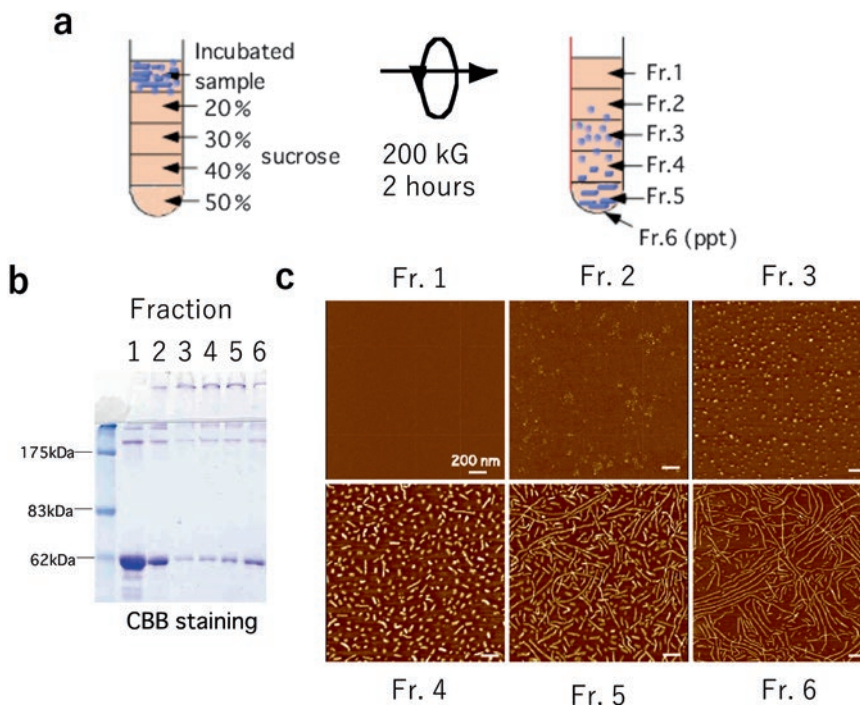 a
Incubated
sample
20%
30%
40%
50%
sucrose
200 kG
2 hours
Fr.1
Fr.2
Fr.3
Fr.4
Fr.5
Fr.6 (ppt)
b
Fraction
1 2 3 4 5 6
175kDa
83kDa
62kDa
CBB staining
c
Fr. 1 Fr. 2 Fr. 3
200 nm
Fr. 4 Fr. 5 Fr. 6